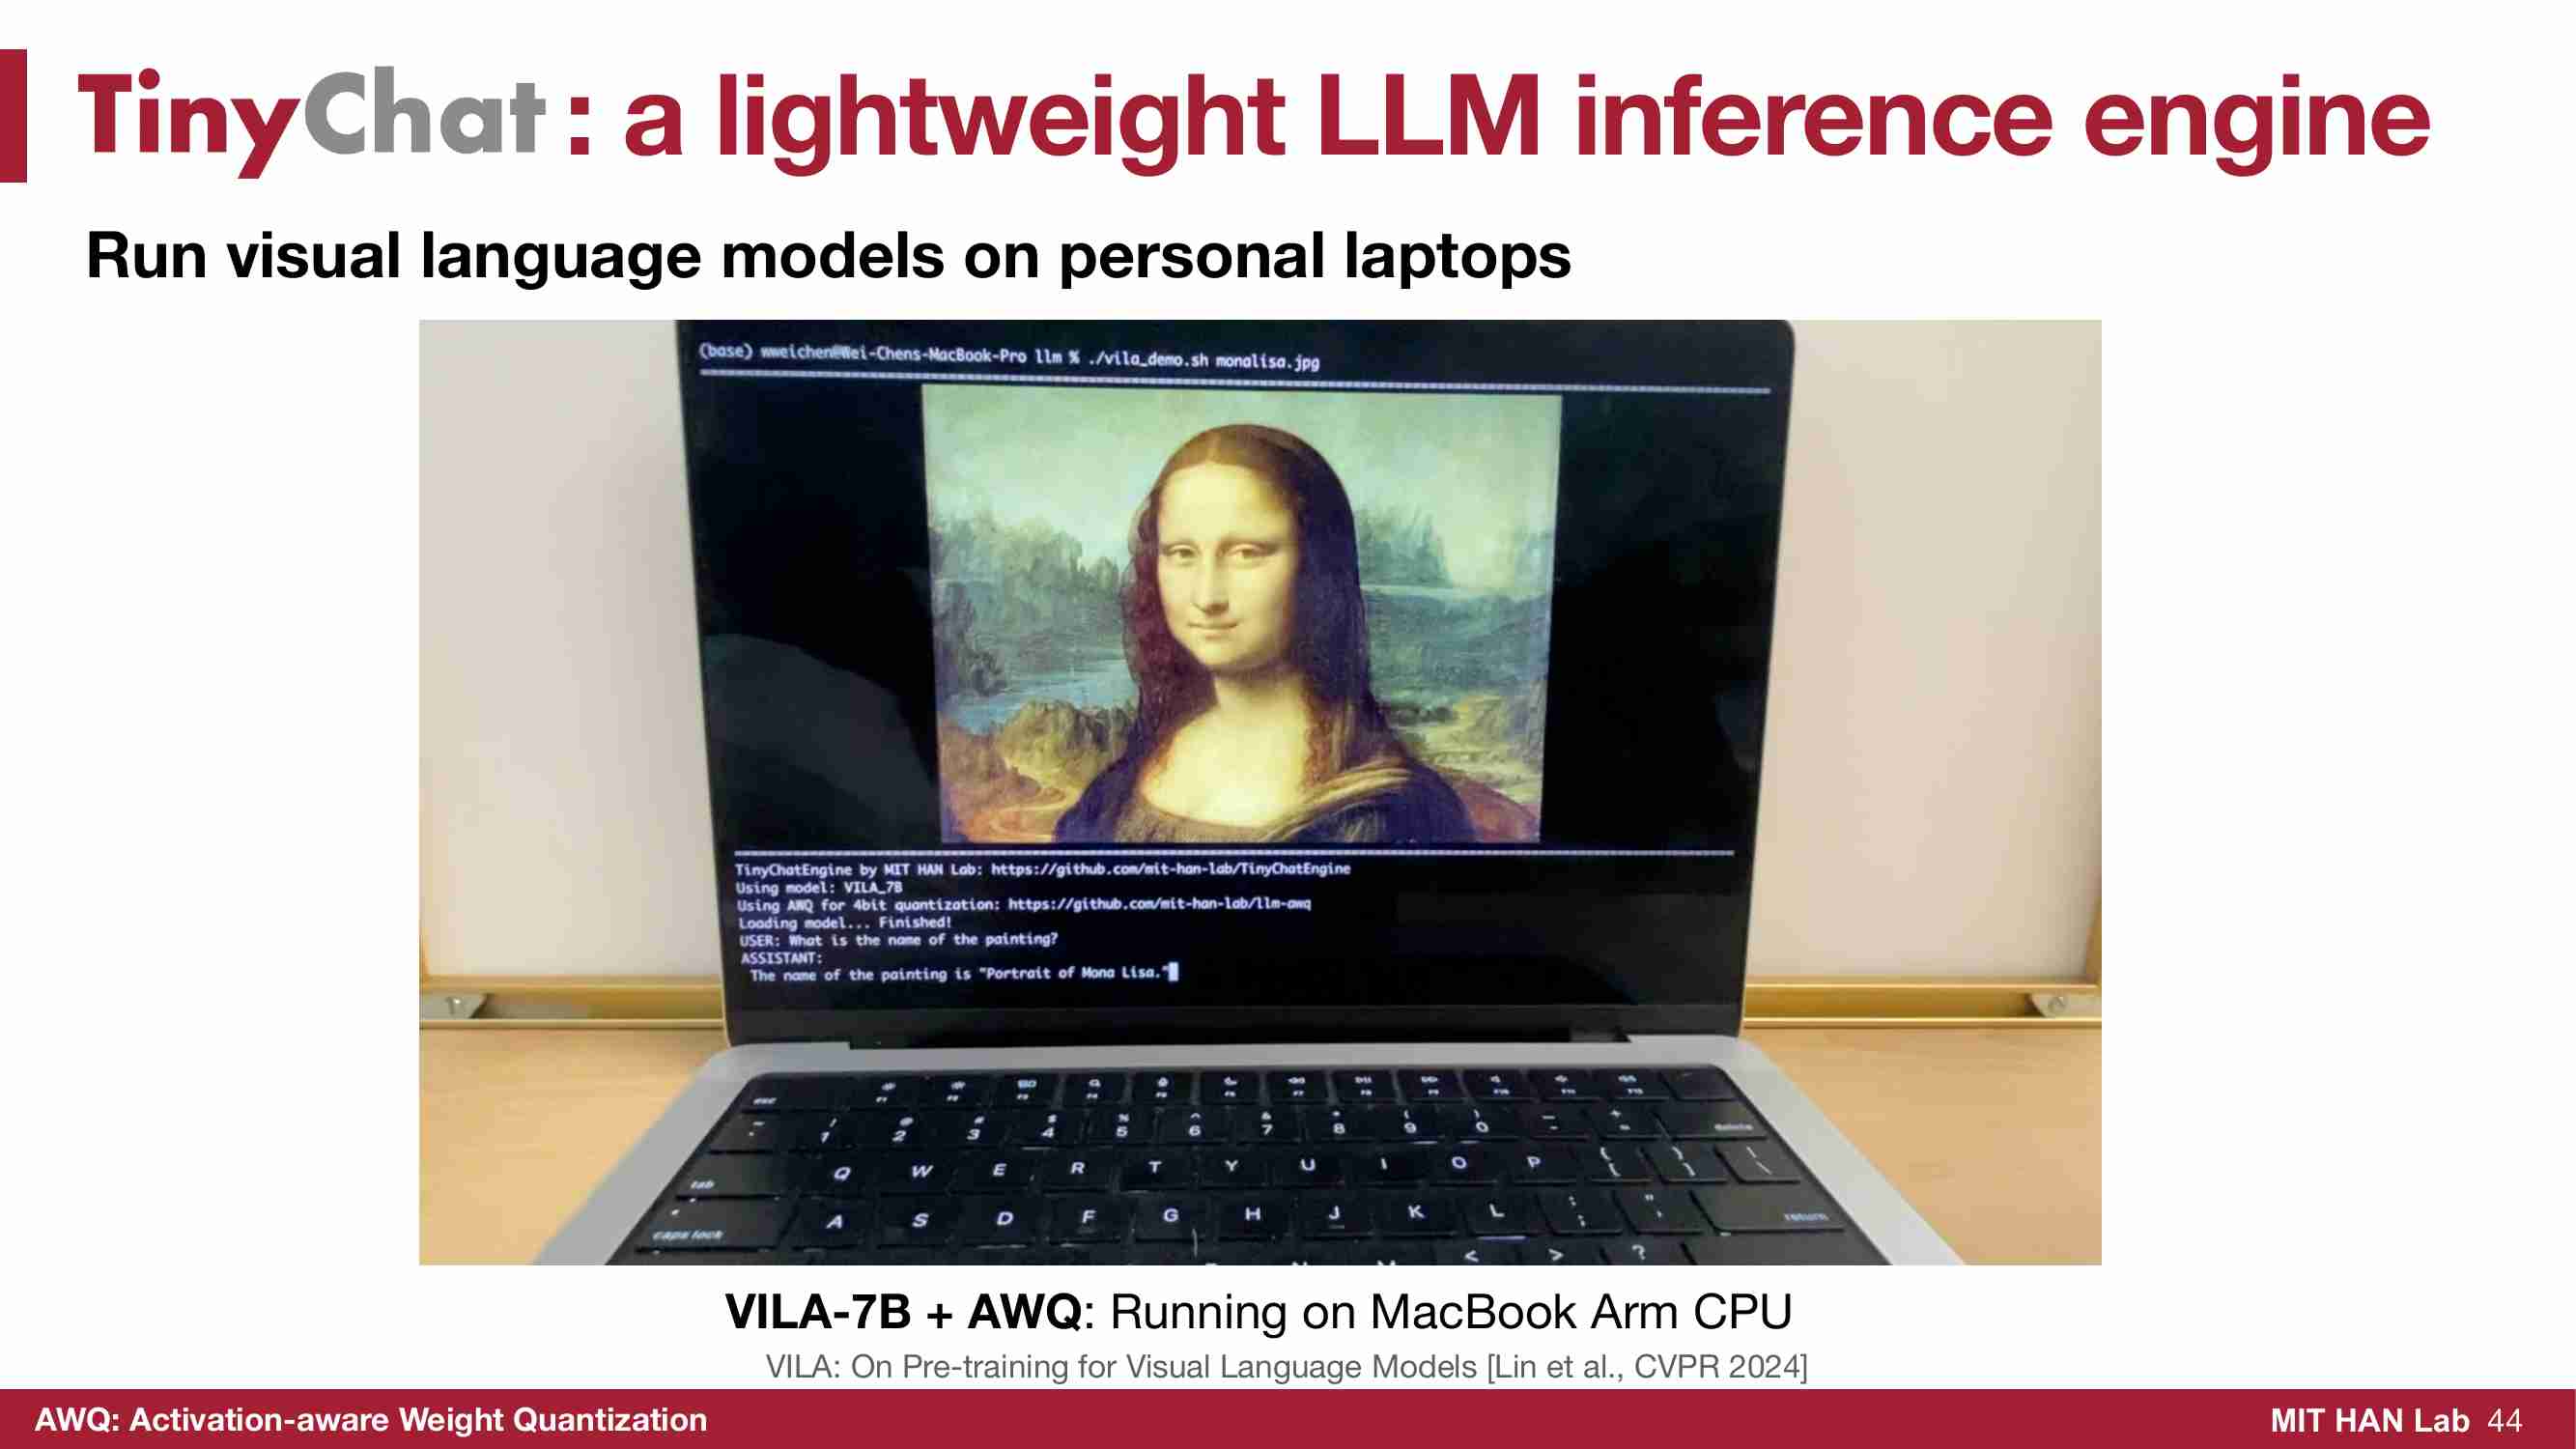 TinyChat: a lightweight LLM inference engine
Run visual language models on personal laptops
(base) mweichen@Wei-Chens-MacBook-Pro llm % ./vila_demo.sh monalisa.jpg
TinyChatEngine by MIT HAN Lab: https://github.com/mit-han-lab/TinyChatEngine
Using model: VILA_7B
Using AWQ for 4bit quantization: https://github.com/mit-han-lab/llm-awq
Loading model... Finished!
USER: What is the name of the painting?
ASSISTANT:
The name of the painting is "Portrait of Mona Lisa."
esc
1 2 3 4 5 6 7 8 9 0 delete
tab Q W E R T Y U I O P
caps lock A S D F G H J K L return
< > ?
VILA-7B + AWQ: Running on MacBook Arm CPU
VILA: On Pre-training for Visual Language Models [Lin et al., CVPR 2024]
AWQ: Activation-aware Weight Quantization
MIT HAN Lab 44